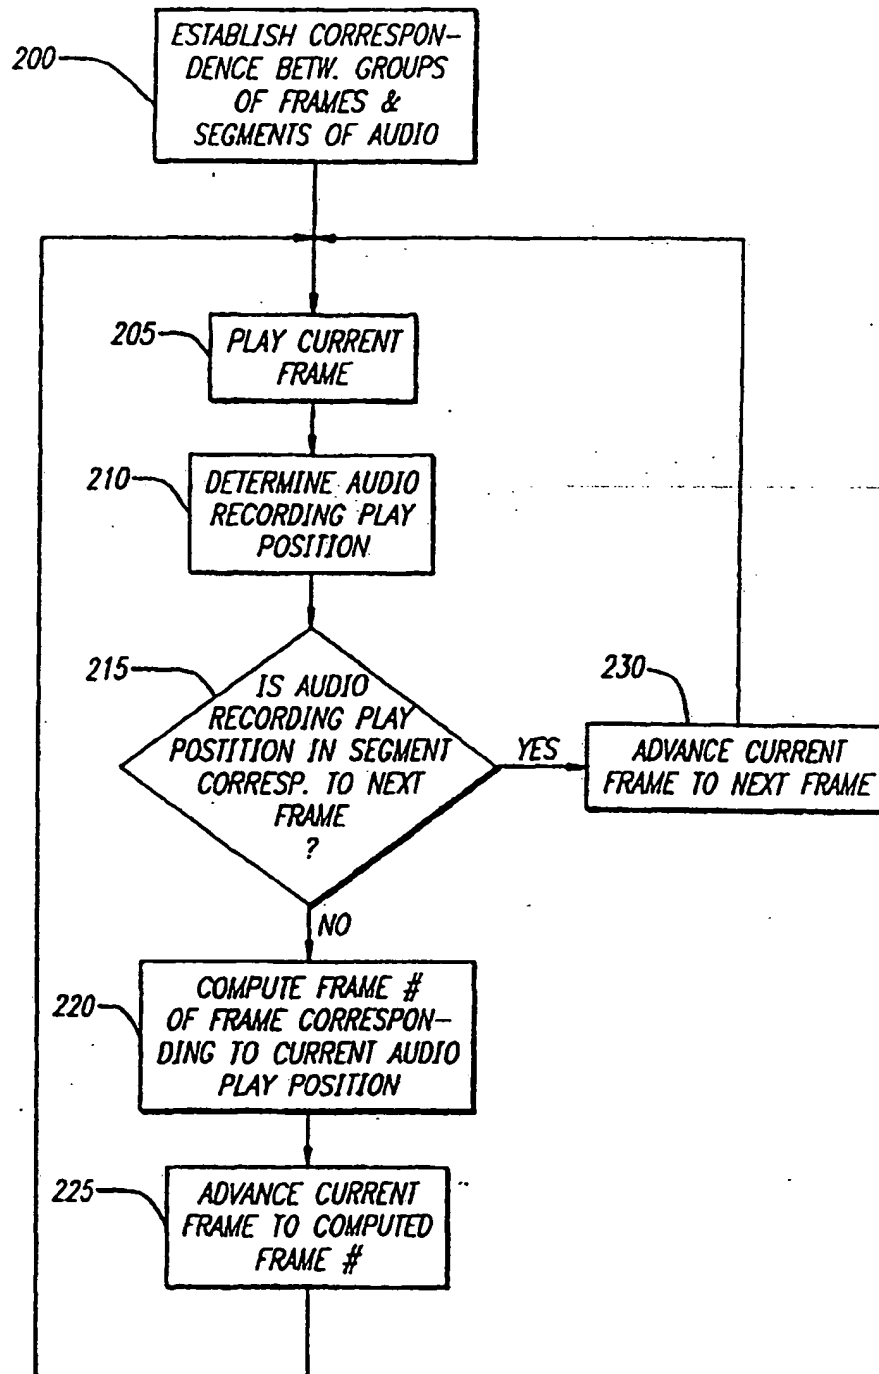 200
ESTABLISH CORRESPON-
DENCE BETW. GROUPS
OF FRAMES &
SEGMENTS OF AUDIO
205
PLAY CURRENT
FRAME
210
DETERMINE AUDIO
RECORDING PLAY
POSITION
215
IS AUDIO
RECORDING PLAY
POSTITION IN SEGMENT
CORRESP. TO NEXT
FRAME
?
YES
230
ADVANCE CURRENT
FRAME TO NEXT FRAME
NO
220
COMPUTE FRAME #
OF FRAME CORRESPON-
DING TO CURRENT AUDIO
PLAY POSITION
225
ADVANCE CURRENT
FRAME TO COMPUTED
FRAME #